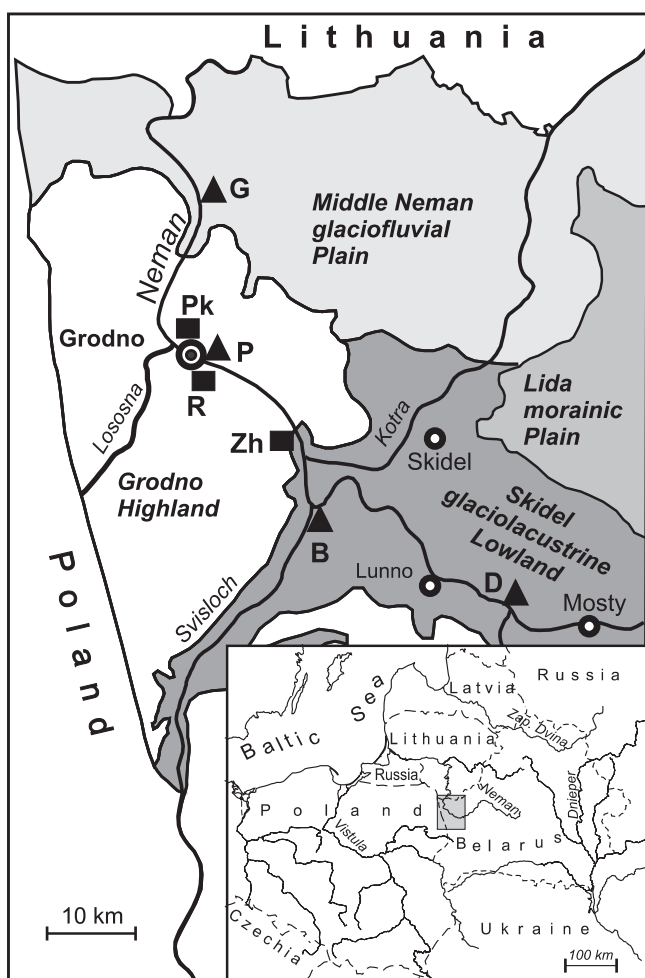 Lithuania
G
Neman
Middle Neman
glaciofluvial
Plain
Pk
Grodno
P
R
Lososna
Kotra
Lida
morainic
Plain
Zh
Skidel
Grodno
Highland
Skidel
glaciolacustrine
Lowland
B
Lunno
D
Mosty
Svisloch
Poland
Baltic Sea
Latvia
Russia
Zap. Dvina
Lithuania
Russia
Neman
Dnieper
Poland
Vistula
Belarus
Czechia
Ukraine
10 km
100 km